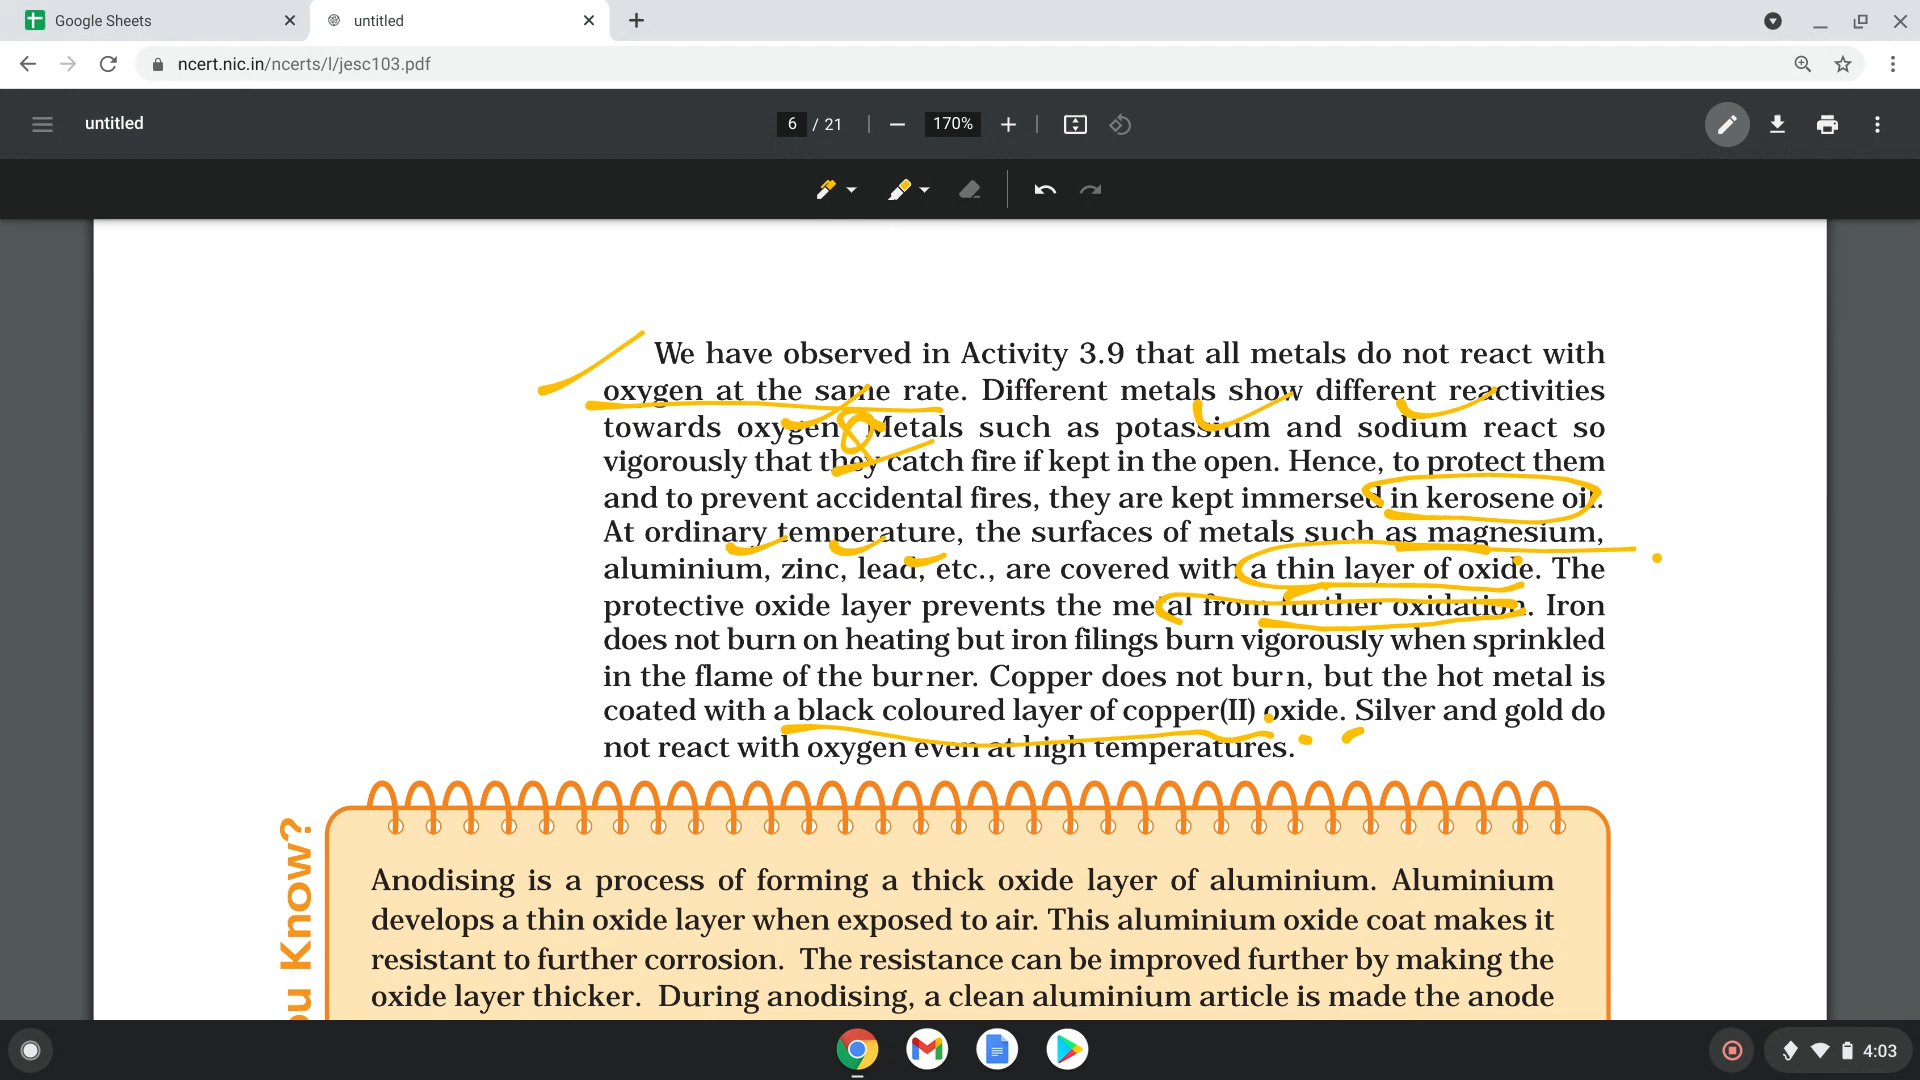 Google Sheets
untitled
ncert.nic.in/ncerts/l/jesc103.pdf
untitled
6 / 21
170%
We have observed in Activity 3.9 that all metals do not react with
oxygen at the same rate. Different metals show different reactivities
towards oxygen. Metals such as potassium and sodium react so
vigorously that they catch fire if kept in the open. Hence, to protect them
and to prevent accidental fires, they are kept immersed in kerosene oil.
At ordinary temperature, the surfaces of metals such as magnesium,
aluminium, zinc, lead, etc., are covered with a thin layer of oxide. The
protective oxide layer prevents the metal from further oxidation. Iron
does not burn on heating but iron filings burn vigorously when sprinkled
in the flame of the burner. Copper does not burn, but the hot metal is
coated with a black coloured layer of copper(II) oxide. Silver and gold do
not react with oxygen even at high temperatures.
ou Know?
Anodising is a process of forming a thick oxide layer of aluminium. Aluminium
develops a thin oxide layer when exposed to air. This aluminium oxide coat makes it
resistant to further corrosion. The resistance can be improved further by making the
oxide layer thicker. During anodising, a clean aluminium article is made the anode
4:03